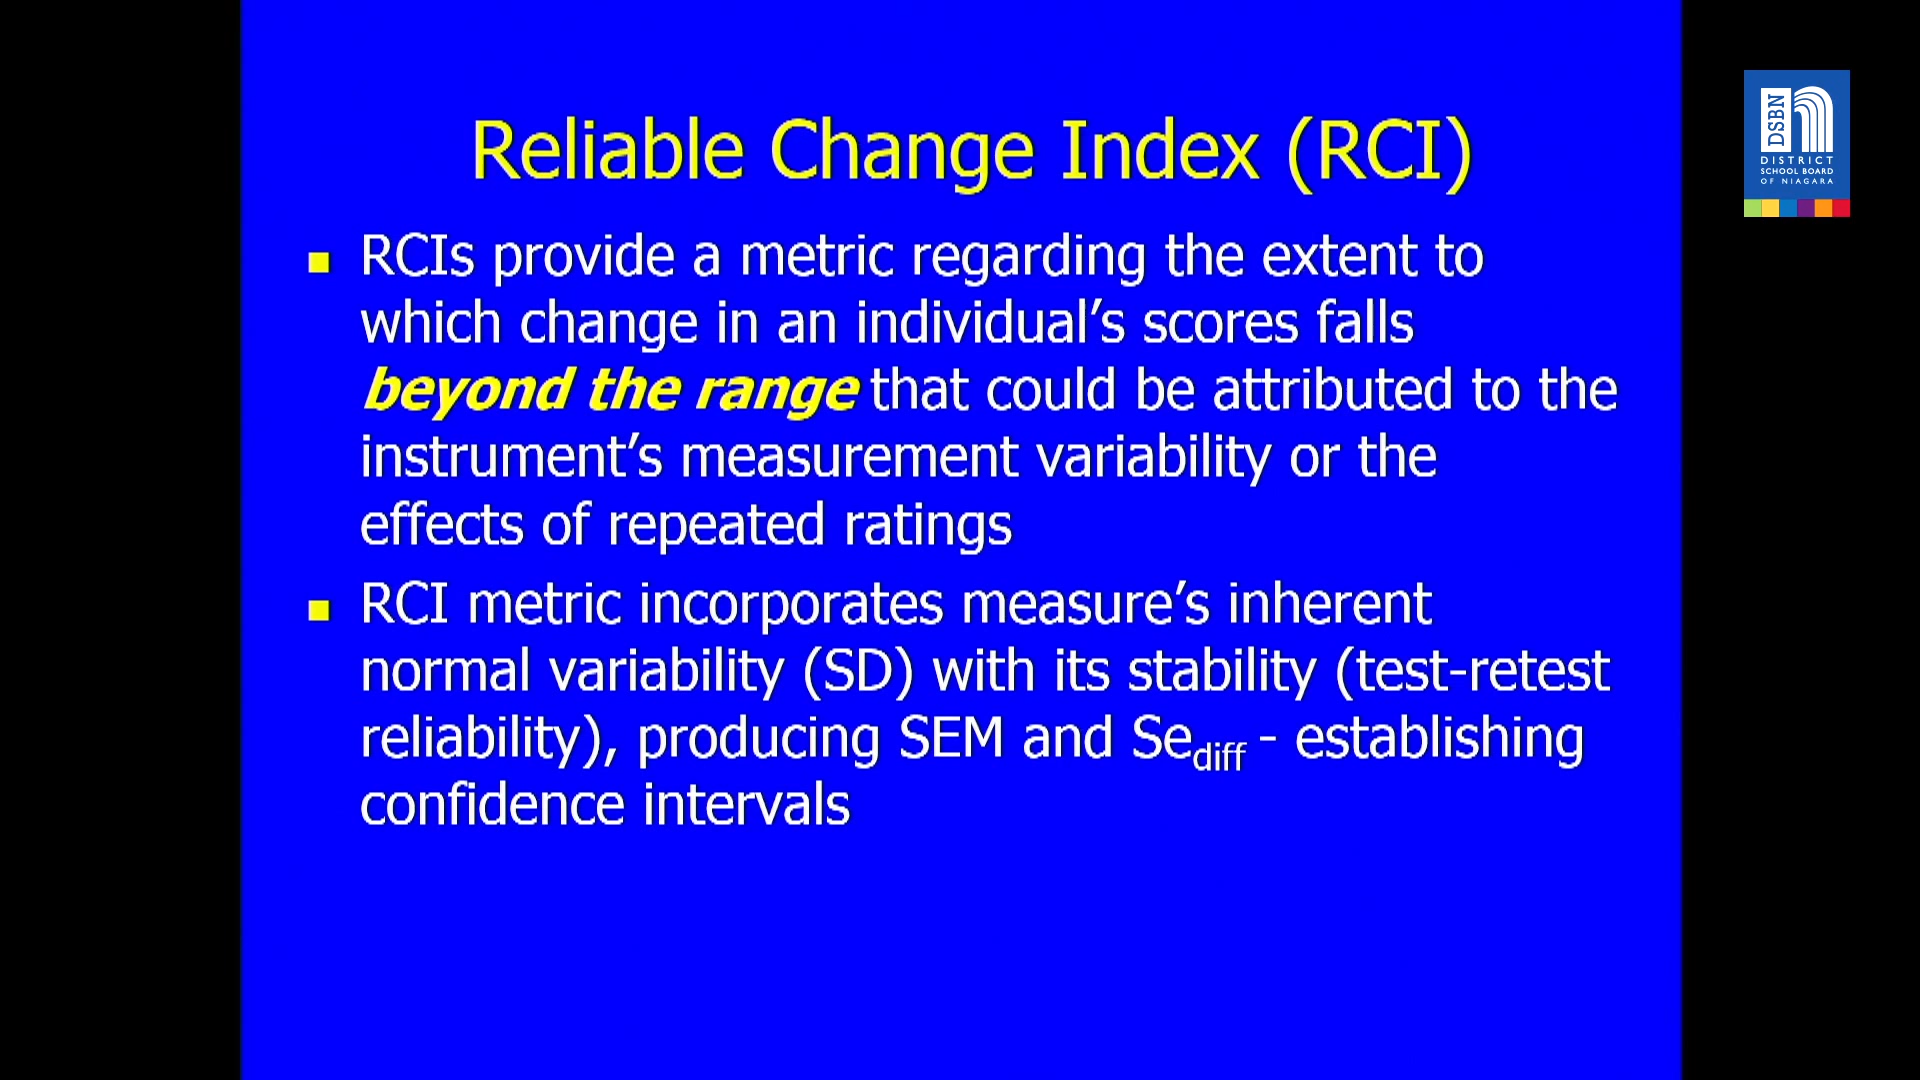 Reliable Change Index (RCI)
RCIs provide a metric regarding the extent to
which change in an individual’s scores falls
beyond the range that could be attributed to the
instrument’s measurement variability or the
effects of repeated ratings
RCI metric incorporates measure’s inherent
normal variability (SD) with its stability (test-retest
reliability), producing SEM and Sediff - establishing
confidence intervals
DSBN
DISTRICT
SCHOOL BOARD
OF NIAGARA